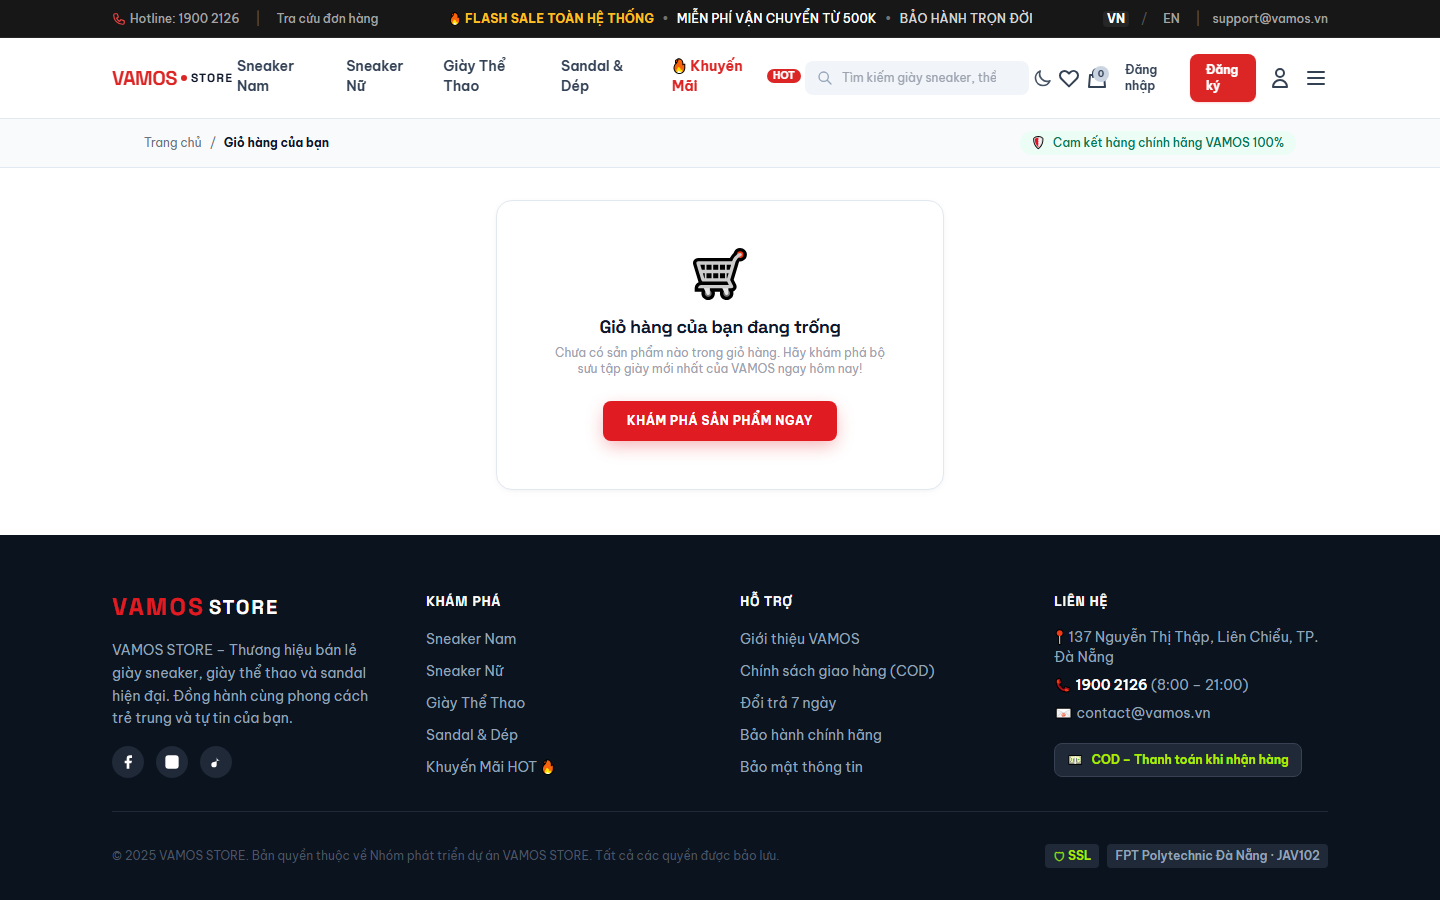 Hotline: 1900 2126 | Tra cứu đơn hàng
🔥 FLASH SALE TOÀN HỆ THỐNG • MIỄN PHÍ VẬN CHUYỂN TỪ 500K • BẢO HÀNH TRỌN ĐỜI
VN / EN | support@vamos.vn
VAMOS • STORE
Sneaker Nam
Sneaker Nữ
Giày Thể Thao
Sandal & Dép
🔥 Khuyến Mãi HOT
Tìm kiếm giày sneaker, thể
0
Đăng nhập
Đăng ký
Trang chủ / Giỏ hàng của bạn
Cam kết hàng chính hãng VAMOS 100%
Giỏ hàng của bạn đang trống
Chưa có sản phẩm nào trong giỏ hàng. Hãy khám phá bộ
sưu tập giày mới nhất của VAMOS ngay hôm nay!
KHÁM PHÁ SẢN PHẨM NGAY
VAMOS STORE
VAMOS STORE – Thương hiệu bán lẻ
giày sneaker, giày thể thao và sandal
hiện đại. Đồng hành cùng phong cách
trẻ trung và tự tin của bạn.
KHÁM PHÁ
Sneaker Nam
Sneaker Nữ
Giày Thể Thao
Sandal & Dép
Khuyến Mãi HOT 🔥
HỖ TRỢ
Giới thiệu VAMOS
Chính sách giao hàng (COD)
Đổi trả 7 ngày
Bảo hành chính hãng
Bảo mật thông tin
LIÊN HỆ
📍 137 Nguyễn Thị Thập, Liên Chiểu, TP.
Đà Nẵng
📞 1900 2126 (8:00 – 21:00)
contact@vamos.vn
COD – Thanh toán khi nhận hàng
© 2025 VAMOS STORE. Bản quyền thuộc về Nhóm phát triển dự án VAMOS STORE. Tất cả các quyền được bảo lưu.
SSL
FPT Polytechnic Đà Nẵng · JAV102